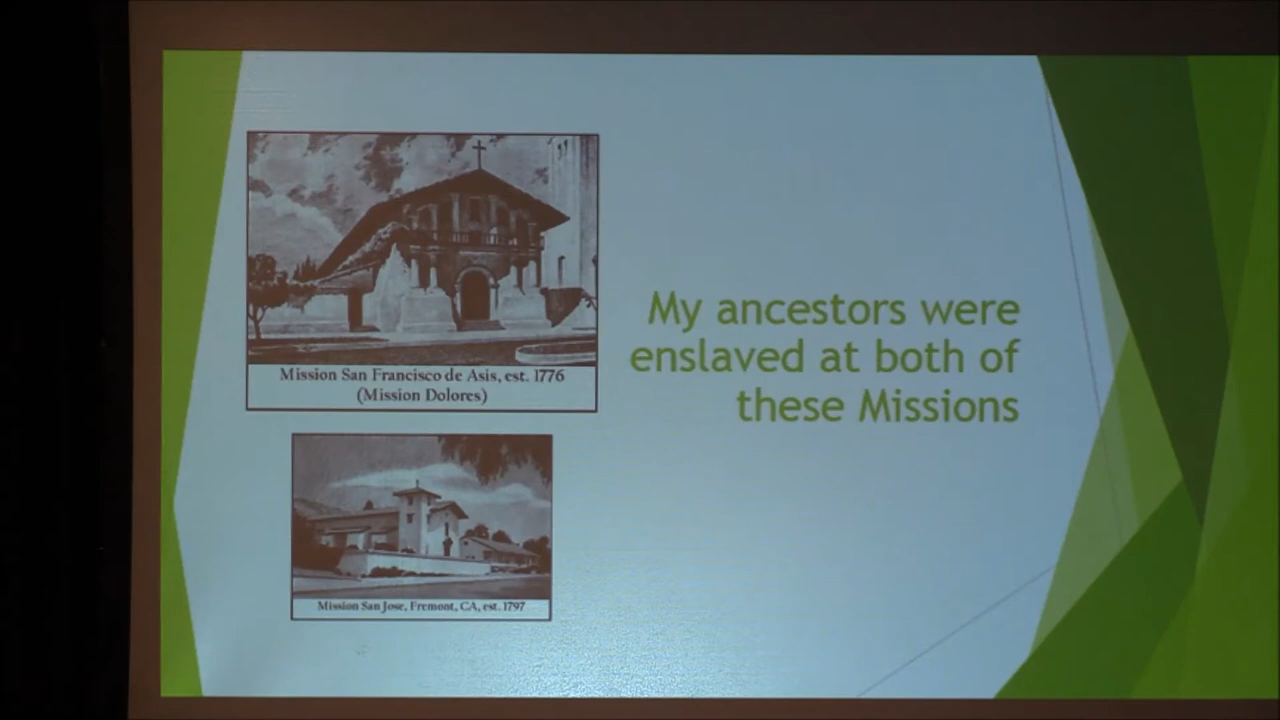 Mission San Francisco de Asis, est. 1776
(Mission Dolores)
My ancestors were
enslaved at both of
these Missions
Mission San Jose, Fremont, CA, est. 1797